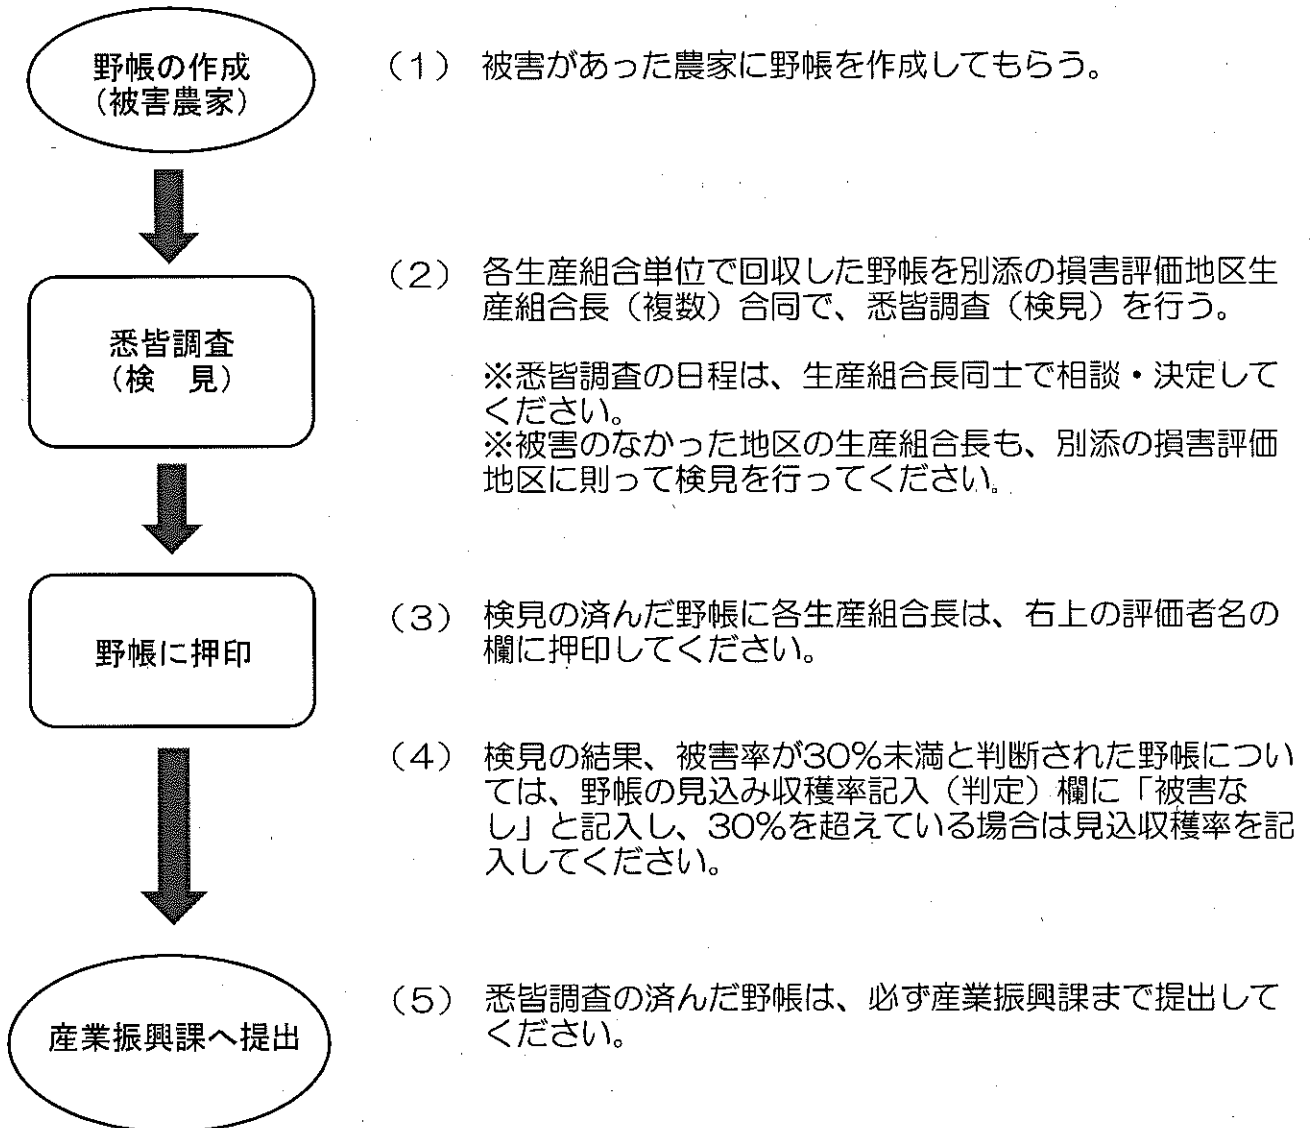 野帳の作成
(被害農家)
(1) 被害があった農家に野帳を作成してもらう。
悉皆調査
(検 見)
(2) 各生産組合単位で回収した野帳を別添の損害評価地区生
産組合長(複数)合同で、悉皆調査(検見)を行う。
※悉皆調査の日程は、生産組合長同士で相談・決定して
ください。
※被害のなかった地区の生産組合長も、別添の損害評価
地区に則って検見を行ってください。
野帳に押印
(3) 検見の済んだ野帳に各生産組合長は、右上の評価者名の
欄に押印してください。
(4) 検見の結果、被害率が30%未満と判断された野帳につい
ては、野帳の見込み収穫率記入(判定)欄に「被害な
し」と記入し、30%を超えている場合は見込収穫率を記
入してください。
産業振興課へ提出
(5) 悉皆調査の済んだ野帳は、必ず産業振興課まで提出して
ください。